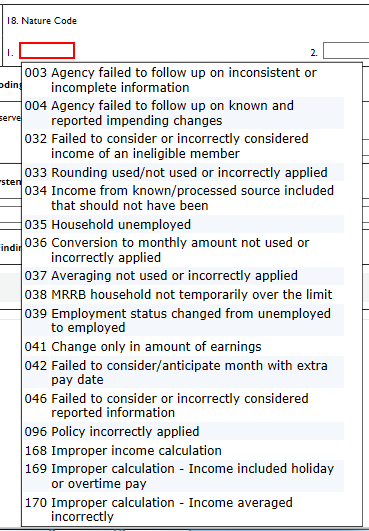 18. Nature Code
1.
2.
003 Agency failed to follow up on inconsistent or
incomplete information
004 Agency failed to follow up on known and
reported impending changes
032 Failed to consider or incorrectly considered
income of an ineligible member
033 Rounding used/not used or incorrectly applied
034 Income from known/processed source included
that should not have been
035 Household unemployed
036 Conversion to monthly amount not used or
incorrectly applied
037 Averaging not used or incorrectly applied
038 MRRB household not temporarily over the limit
039 Employment status changed from unemployed
to employed
041 Change only in amount of earnings
042 Failed to consider/anticipate month with extra
pay date
046 Failed to consider or incorrectly considered
reported information
096 Policy incorrectly applied
168 Improper income calculation
169 Improper calculation - Income included holiday
or overtime pay
170 Improper calculation - Income averaged
incorrectly